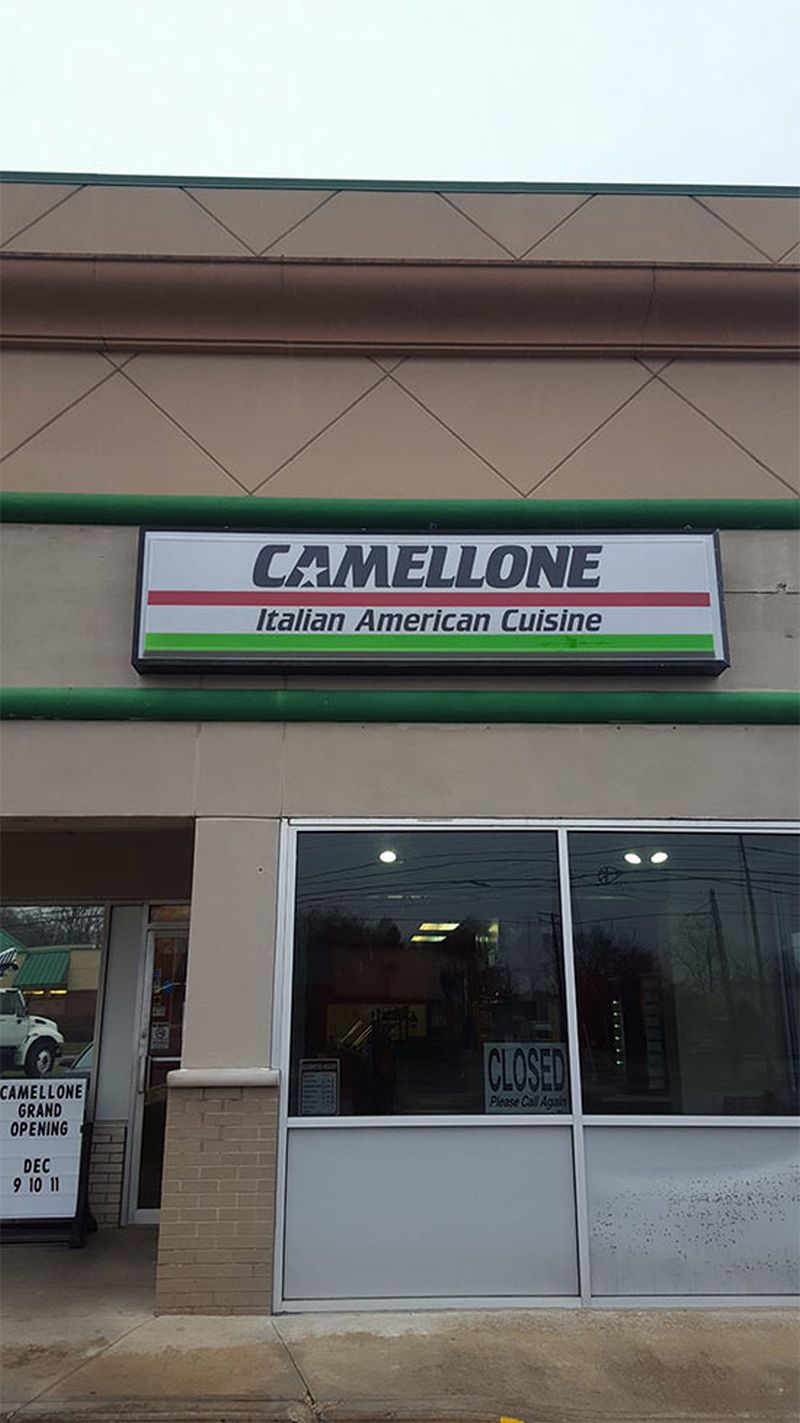 CAMELLONE
Italian American Cuisine
CLOSED
Please Call Again
CAMELLONE
GRAND
OPENING
DEC
9 10 11